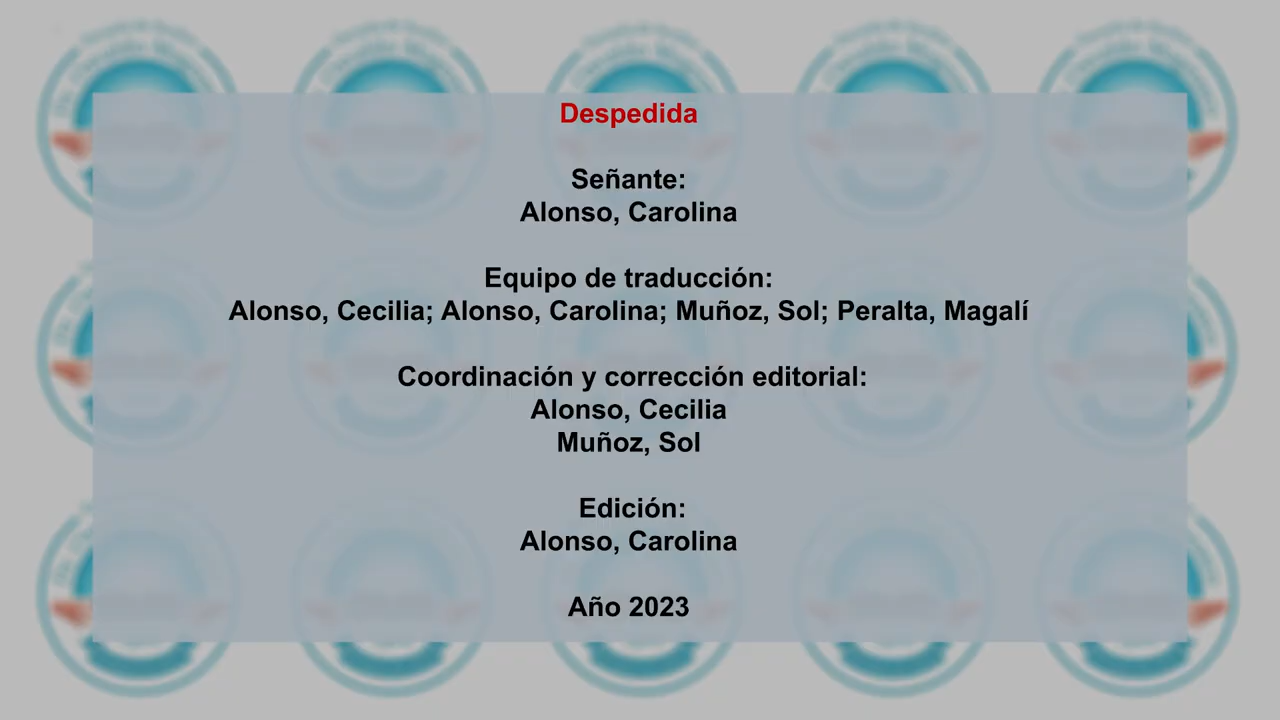 Despedida
Señante:
Alonso, Carolina
Equipo de traducción:
Alonso, Cecilia; Alonso, Carolina; Muñoz, Sol; Peralta, Magalí
Coordinación y corrección editorial:
Alonso, Cecilia
Muñoz, Sol
Edición:
Alonso, Carolina
Año 2023